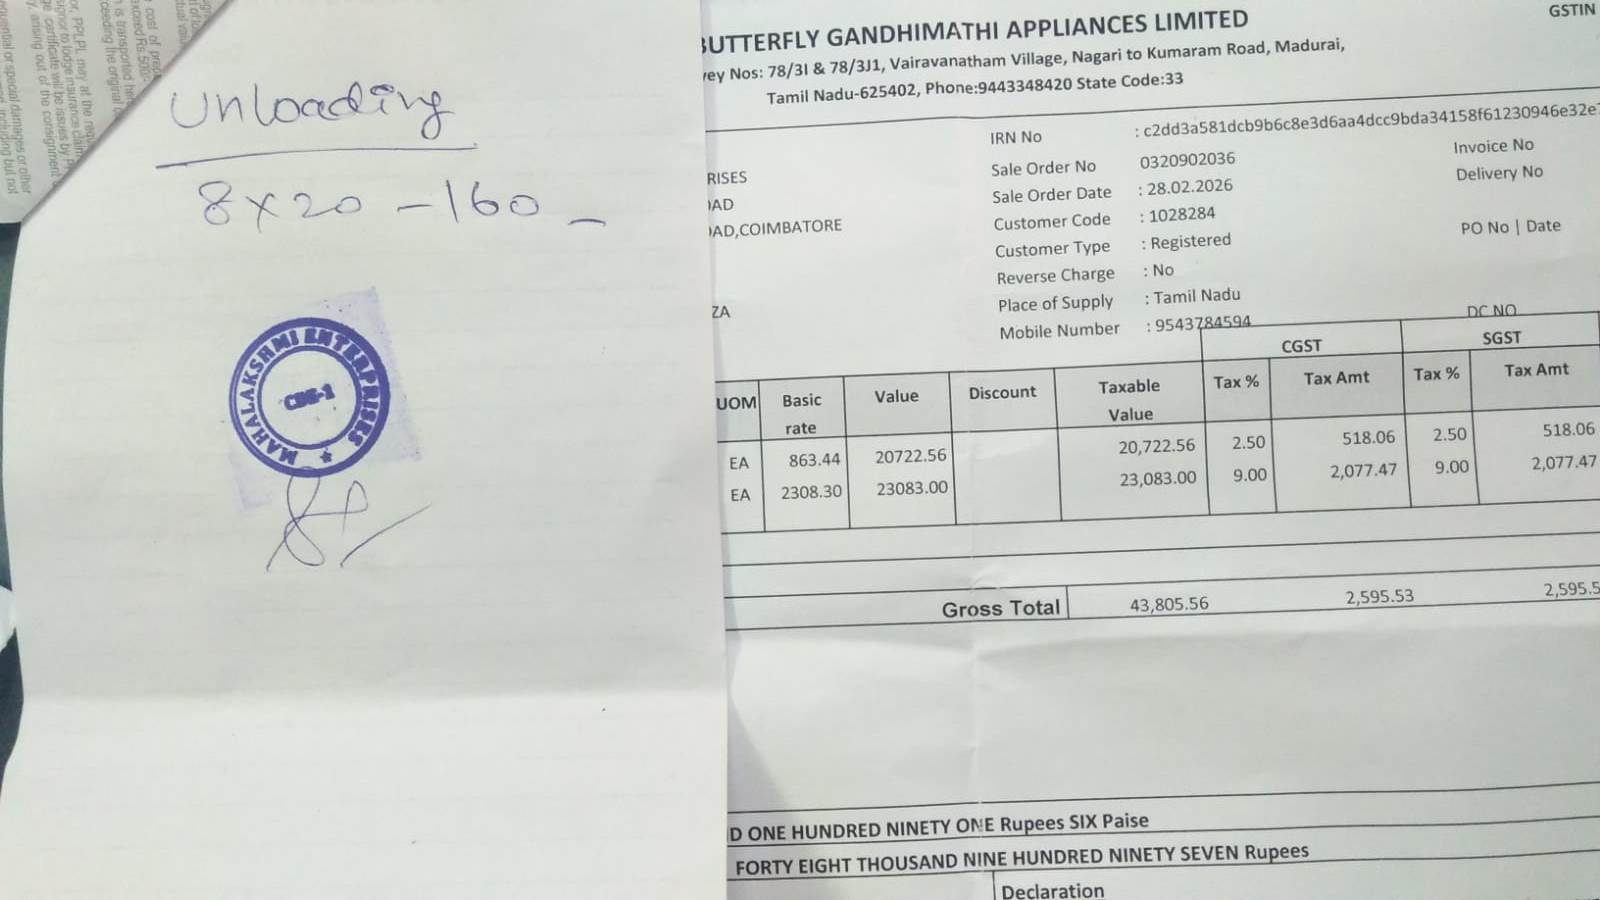 Unloading
8 x 20 - 160 -
MAHALAKSHMI ENTERPRISES
CBE-1
BUTTERFLY GANDHIMATHI APPLIANCES LIMITED
GSTIN
vey Nos: 78/3I & 78/3J1, Vairavanatham Village, Nagari to Kumaram Road, Madurai,
Tamil Nadu-625402, Phone:9443348420 State Code:33
IRN No : c2dd3a581dcb9b6c8e3d6aa4dcc9bda34158f61230946e32e
Sale Order No 0320902036 Invoice No
Sale Order Date : 28.02.2026 Delivery No
Customer Code : 1028284
Customer Type : Registered PO No | Date
Reverse Charge : No
Place of Supply : Tamil Nadu
Mobile Number : 9543784594 DC NO
RISES
OAD
OAD,COIMBATORE
ZA
CGST SGST
UOM Basic rate Value Discount Taxable Value Tax % Tax Amt Tax % Tax Amt
EA 863.44 20722.56 20,722.56 2.50 518.06 2.50 518.06
EA 2308.30 23083.00 23,083.00 9.00 2,077.47 9.00 2,077.47
Gross Total 43,805.56 2,595.53 2,595.5
D ONE HUNDRED NINETY ONE Rupees SIX Paise
FORTY EIGHT THOUSAND NINE HUNDRED NINETY SEVEN Rupees
Declaration